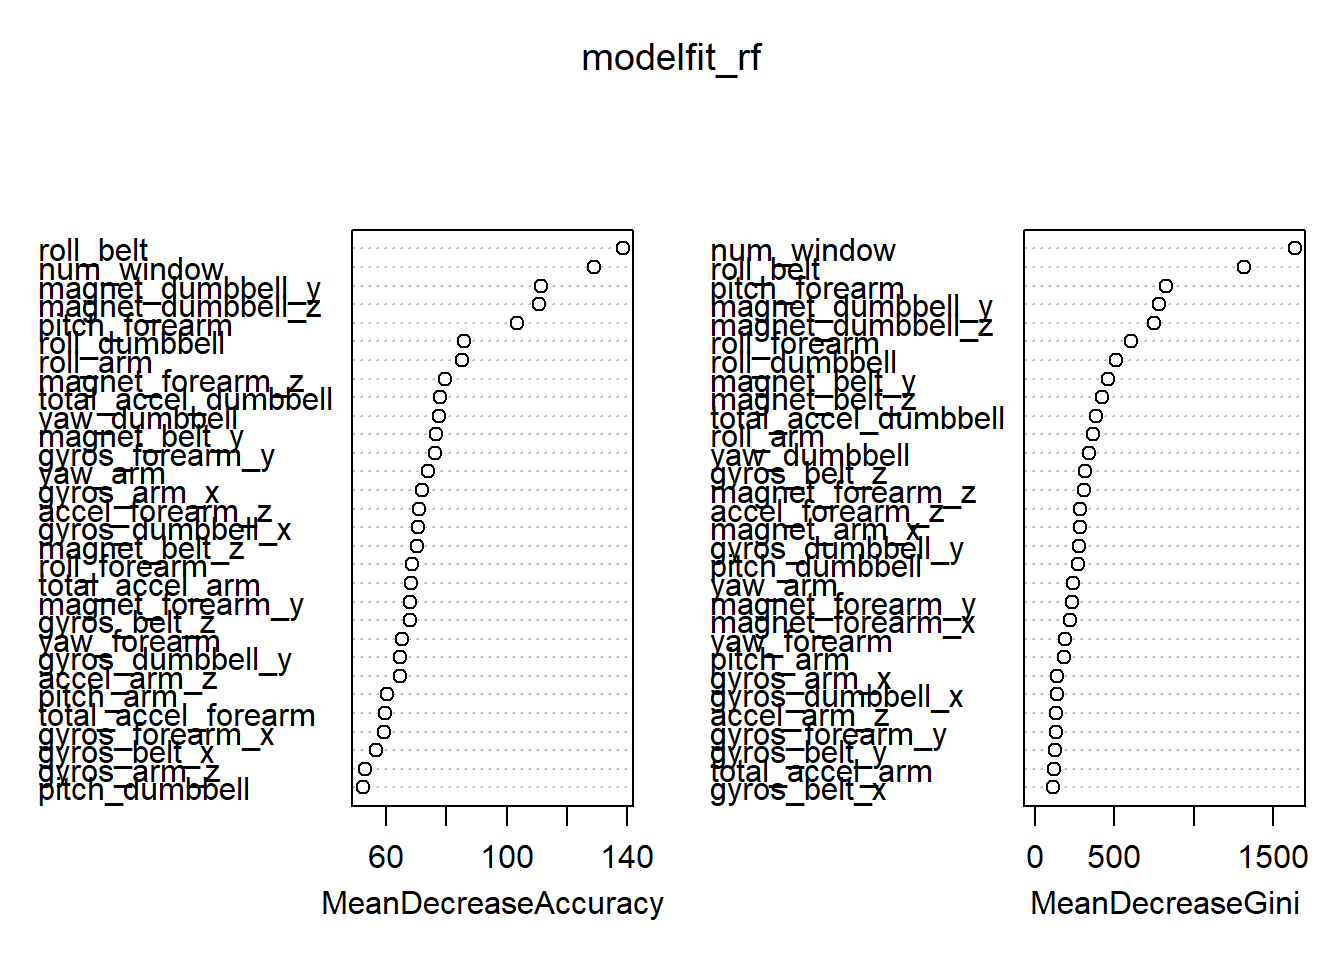 modelfit_rf
roll_belt
num_window
magnet_dumbbell_y
magnet_dumbbell_z
pitch_forearm
roll_dumbbell
roll_arm
magnet_forearm_z
total_accel_dumbbell
yaw_dumbbell
magnet_belt_y
gyros_forearm_y
yaw_arm
gyros_arm_x
accel_forearm_z
gyros_dumbbell_x
magnet_belt_z
roll_forearm
total_accel_arm
magnet_forearm_y
gyros_belt_z
yaw_forearm
gyros_dumbbell_y
accel_arm_z
pitch_arm
total_accel_forearm
gyros_forearm_x
gyros_belt_x
gyros_arm_z
pitch_dumbbell
60 100 140
MeanDecreaseAccuracy
num_window
roll_belt
pitch_forearm
magnet_dumbbell_y
magnet_dumbbell_z
roll_forearm
roll_dumbbell
magnet_belt_y
magnet_belt_z
total_accel_dumbbell
roll_arm
yaw_dumbbell
gyros_belt_z
magnet_forearm_z
accel_forearm_z
magnet_arm_x
gyros_dumbbell_y
pitch_dumbbell
yaw_arm
magnet_forearm_y
magnet_forearm_x
yaw_forearm
pitch_arm
gyros_arm_x
gyros_dumbbell_x
accel_arm_z
gyros_forearm_y
gyros_belt_y
total_accel_arm
gyros_belt_x
0 500 1500
MeanDecreaseGini